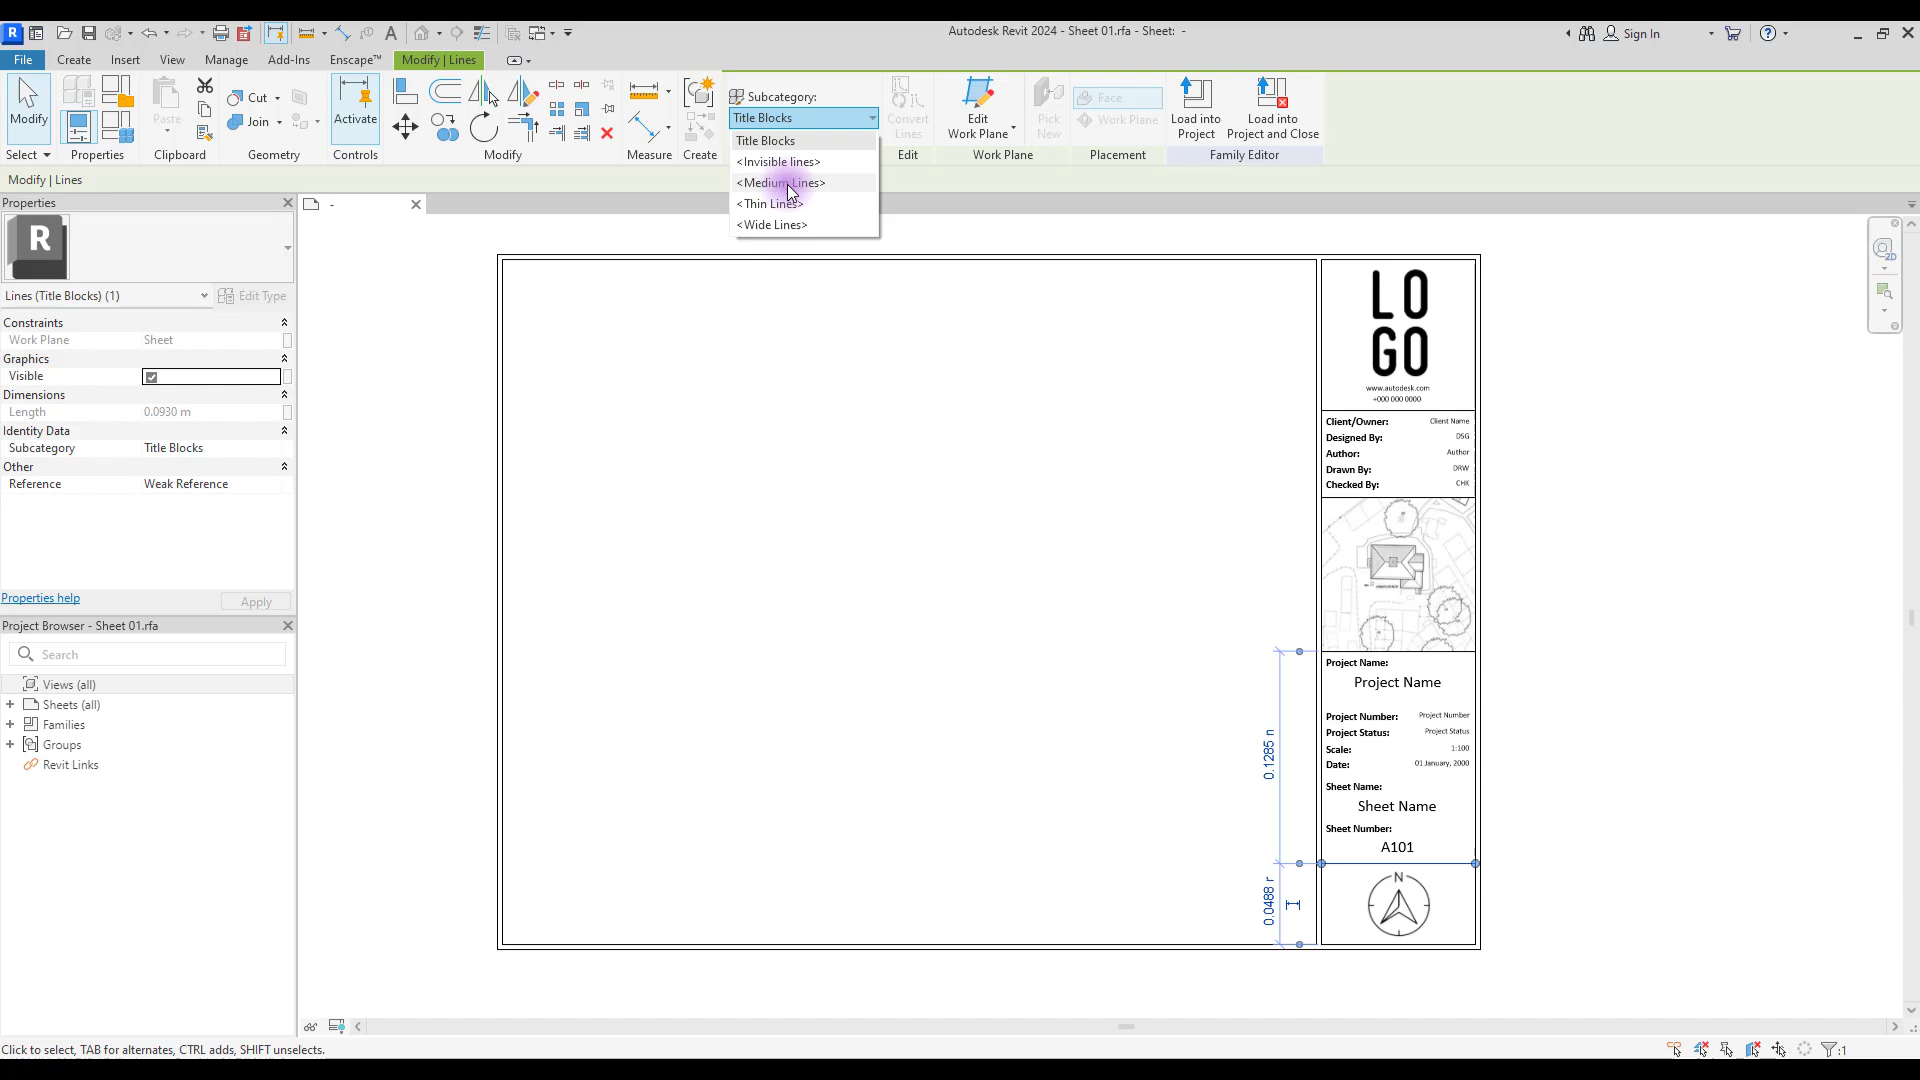 R
Autodesk Revit 2024 - Sheet 01.rfa - Sheet: -
Sign In
File Create Insert View Manage Add-Ins Enscape™ Modify | Lines
Modify
Paste
Cut
Join
Activate
Subcategory:
Title Blocks
Title Blocks
<Invisible lines>
<Medium Lines>
<Thin Lines>
<Wide Lines>
Convert Lines
Edit Work Plane
Pick New
Face
Work Plane
Load into Project
Load into Project and Close
Select Properties Clipboard Geometry Controls Modify Measure Create Edit Work Plane Placement Family Editor
Modify | Lines
Properties
-
R
2D
Lines (Title Blocks) (1)
Edit Type
Constraints
Work Plane Sheet
Graphics
Visible
Dimensions
Length 0.0930 m
Identity Data
Subcategory Title Blocks
Other
Reference Weak Reference
Properties help
Apply
Project Browser - Sheet 01.rfa
Search
Views (all)
Sheets (all)
Families
Groups
Revit Links
LO
GO
www.autodesk.com
+000 000 0000
Client/Owner: Client Name
Designed By: DSG
Author: Author
Drawn By: DRW
Checked By: CHK
Project Name:
Project Name
Project Number: Project Number
Project Status: Project Status
Scale: 1:100
Date: 01 January, 2000
Sheet Name:
Sheet Name
Sheet Number:
A101
N
0.1285 n
0.0488 r
Click to select, TAB for alternates, CTRL adds, SHIFT unselects.
:1